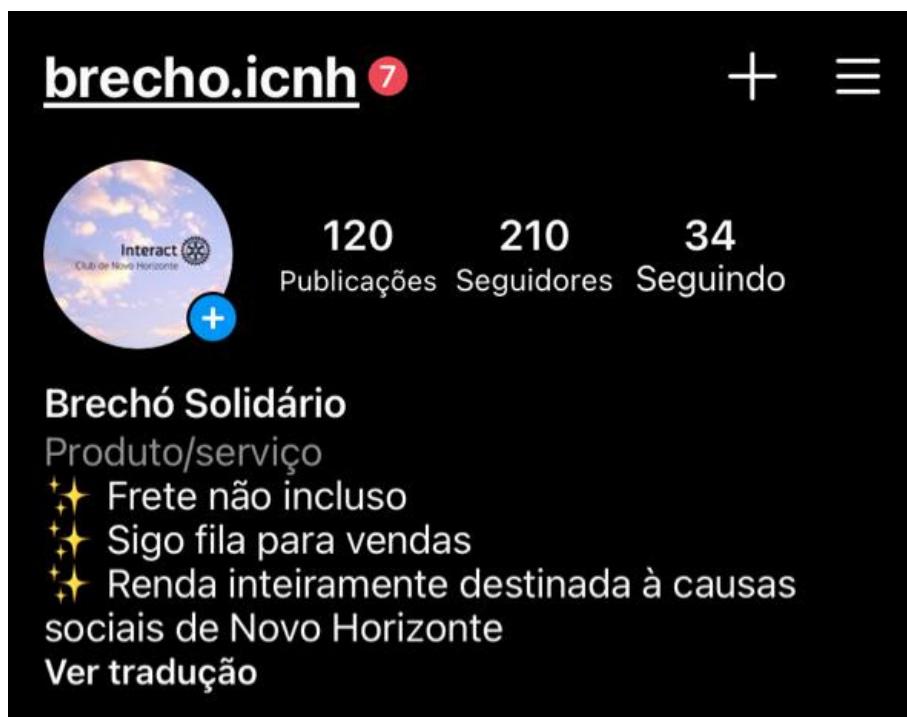 brecho.icnh 7
Interact
Club de Novo Horizonte
120 210 34
Publicações Seguidores Seguindo
Brechó Solidário
Produto/serviço
✨ Frete não incluso
✨ Sigo fila para vendas
✨ Renda inteiramente destinada à causas
sociais de Novo Horizonte
Ver tradução